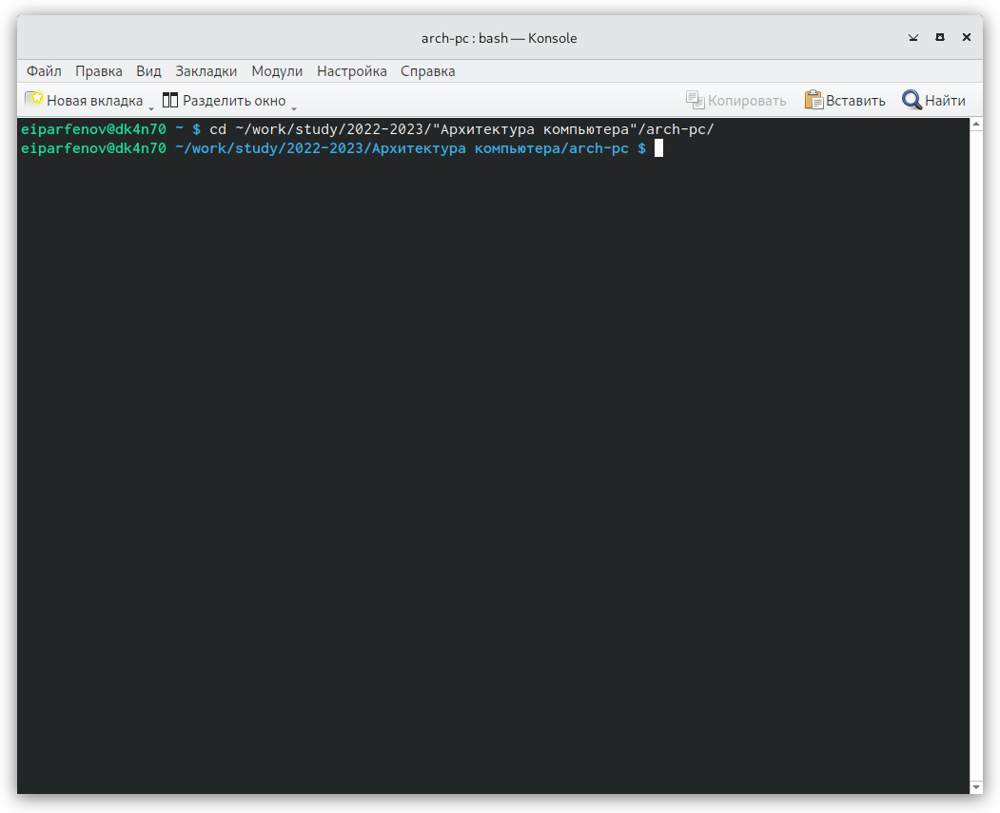 arch-pc : bash — Konsole
Файл Правка Вид Закладки Модули Настройка Справка
Новая вкладка Разделить окно Копировать Вставить Найти
eiparfenov@dk4n70 ~ $ cd ~/work/study/2022-2023/"Архитектура компьютера"/arch-pc/
eiparfenov@dk4n70 ~/work/study/2022-2023/Архитектура компьютера/arch-pc $